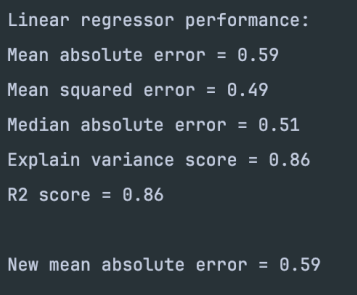 Linear regressor performance:
Mean absolute error = 0.59
Mean squared error = 0.49
Median absolute error = 0.51
Explain variance score = 0.86
R2 score = 0.86
New mean absolute error = 0.59